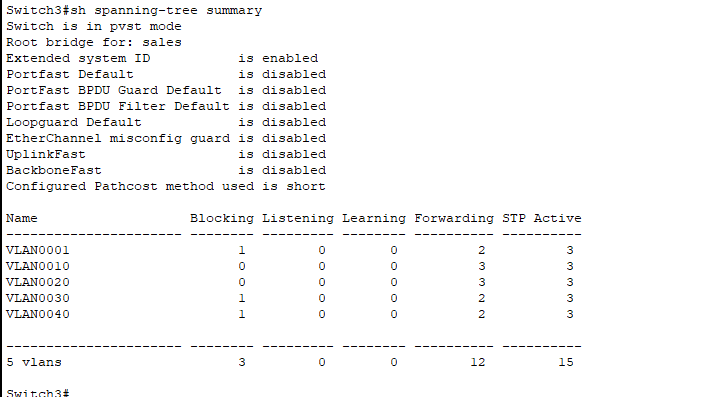 Switch3#sh spanning-tree summary
Switch is in pvst mode
Root bridge for: sales
Extended system ID           is enabled
Portfast Default             is disabled
PortFast BPDU Guard Default  is disabled
Portfast BPDU Filter Default is disabled
Loopguard Default            is disabled
EtherChannel misconfig guard is disabled
UplinkFast                   is disabled
BackboneFast                 is disabled
Configured Pathcost method used is short
Name                   Blocking Listening Learning Forwarding STP Active
---------------------- -------- --------- -------- ---------- ----------
VLAN0001                     1         0        0          2          3
VLAN0010                     0         0        0          3          3
VLAN0020                     0         0        0          3          3
VLAN0030                     1         0        0          2          3
VLAN0040                     1         0        0          2          3
---------------------- -------- --------- -------- ---------- ----------
5 vlans                      3         0        0         12         15
Switch3#